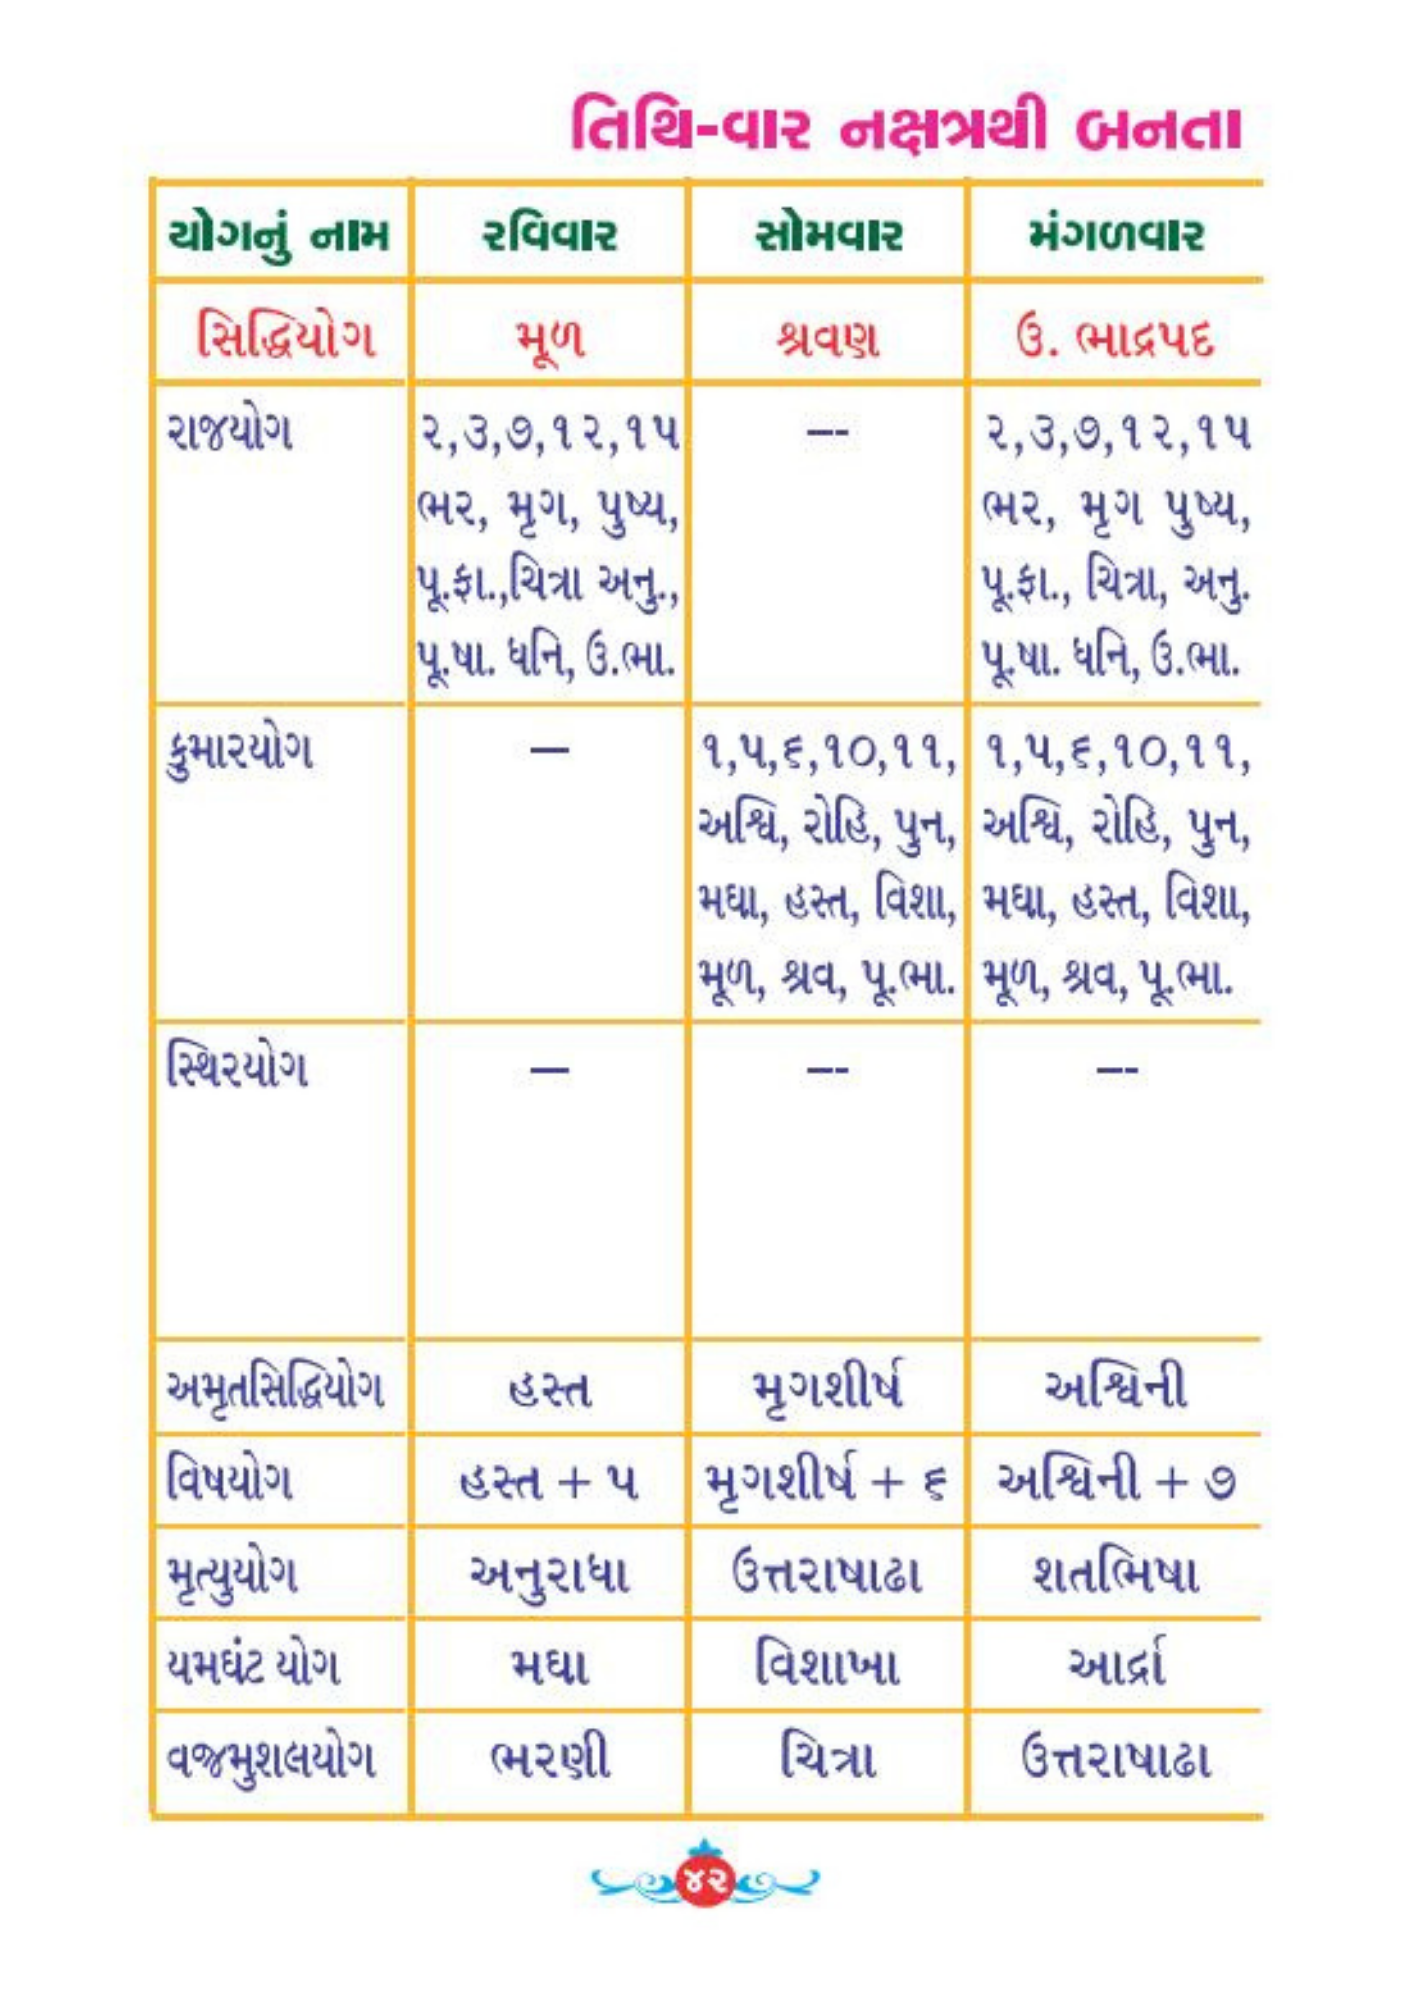 તિથિ-વાર નક્ષત્રથી બનતા
યોગનું નામ રવિવાર સોમવાર મંગળવાર
સિદ્ધિયોગ મૂળ શ્રવણ ઉ. ભાદ્રપદ
રાજયોગ ૨,૩,૭,૧૨,૧૫ --- ૨,૩,૭,૧૨,૧૫
ભર, મૃગ, પુષ્ય, ભર, મૃગ પુષ્ય,
પૂ.ફા.,ચિત્રા અનુ., પૂ.ફા., ચિત્રા, અનુ.
પૂ.ષા. ધનિ, ઉ.ભા. પૂ.ષા. ધનિ, ઉ.ભા.
કુમારયોગ — ૧,૫,૬,૧૦,૧૧, ૧,૫,૬,૧૦,૧૧,
અશ્વિ, રોહિ, પુન, અશ્વિ, રોહિ, પુન,
મઘા, હસ્ત, વિશા, મઘા, હસ્ત, વિશા,
મૂળ, શ્રવ, પૂ.ભા. મૂળ, શ્રવ, પૂ.ભા.
સ્થિરયોગ — --- ---
અમૃતસિદ્ધિયોગ હસ્ત મૃગશીર્ષ અશ્વિની
વિષયોગ હસ્ત + ૫ મૃગશીર્ષ + ૬ અશ્વિની + ૭
મૃત્યુયોગ અનુરાધા ઉત્તરાષાઢા શતભિષા
યમઘંટ યોગ મઘા વિશાખા આર્દ્રા
વજ્રમુશલયોગ ભરણી ચિત્રા ઉત્તરાષાઢા
૪૨